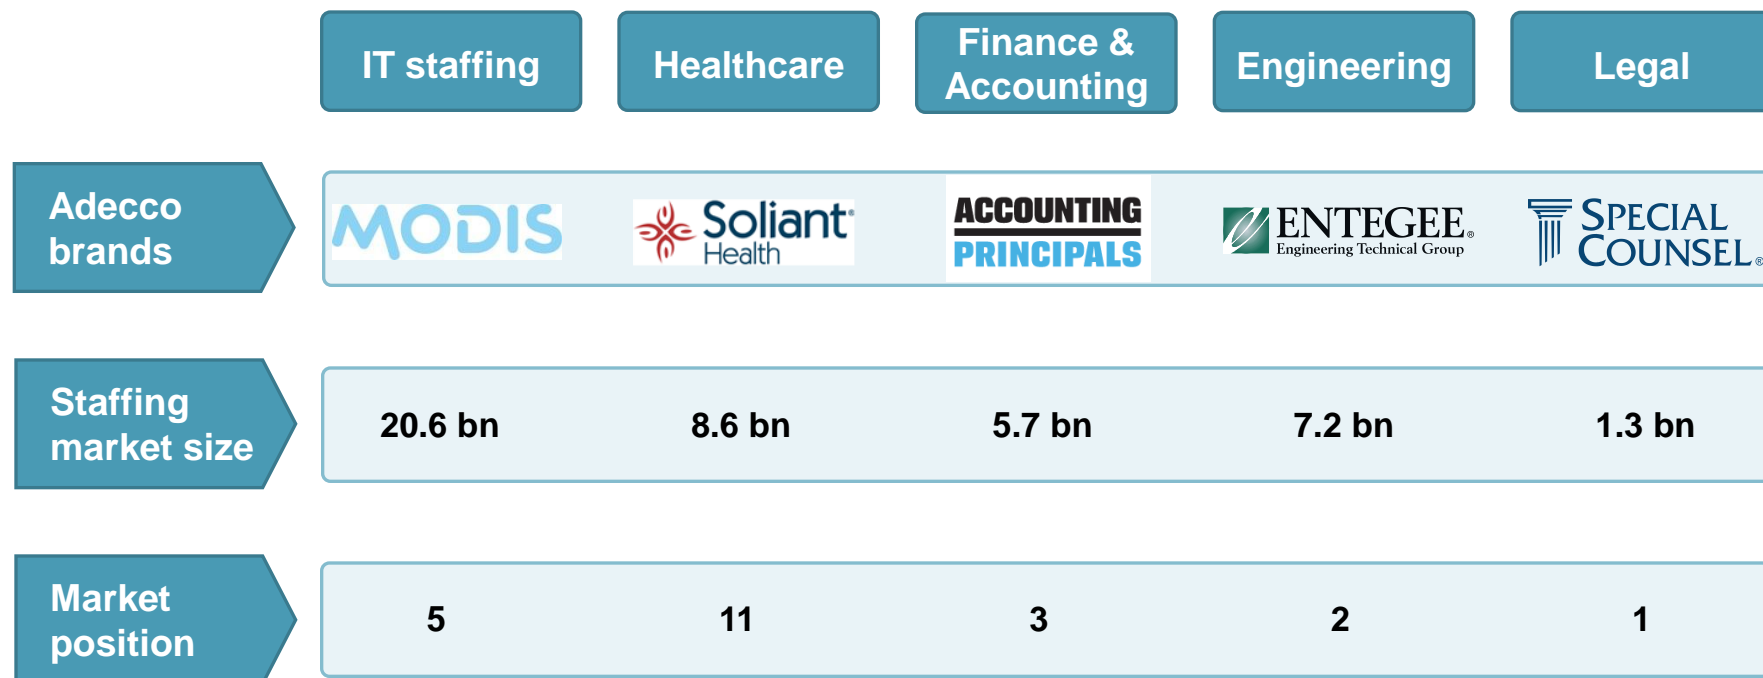 IT staffing
Healthcare
Finance &
Accounting
Engineering
Legal
Adecco
brands
MODIS
Soliant®
Health
ACCOUNTING
PRINCIPALS
ENTEGEE®
Engineering Technical Group
SPECIAL
COUNSEL®
Staffing
market size
20.6 bn
8.6 bn
5.7 bn
7.2 bn
1.3 bn
Market
position
5
11
3
2
1